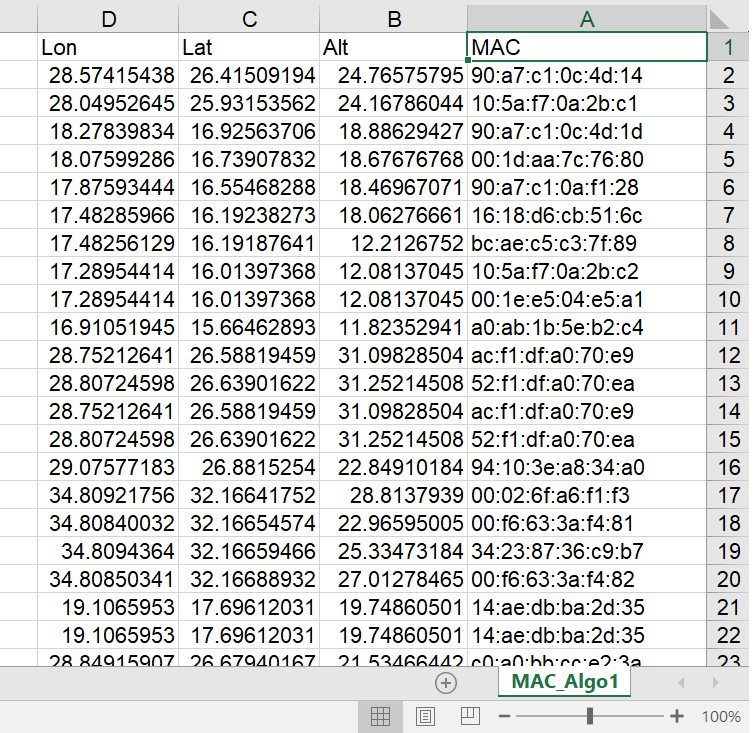 D C B A
Lon Lat Alt MAC 1
28.57415438 26.41509194 24.76575795 90:a7:c1:0c:4d:14 2
28.04952645 25.93153562 24.16786044 10:5a:f7:0a:2b:c1 3
18.27839834 16.92563706 18.88629427 90:a7:c1:0c:4d:1d 4
18.07599286 16.73907832 18.67676768 00:1d:aa:7c:76:80 5
17.87593444 16.55468288 18.46967071 90:a7:c1:0a:f1:28 6
17.48285966 16.19238273 18.06276661 16:18:d6:cb:51:6c 7
17.48256129 16.19187641 12.2126752 bc:ae:c5:c3:7f:89 8
17.28954414 16.01397368 12.08137045 10:5a:f7:0a:2b:c2 9
17.28954414 16.01397368 12.08137045 00:1e:e5:04:e5:a1 10
16.91051945 15.66462893 11.82352941 a0:ab:1b:5e:b2:c4 11
28.75212641 26.58819459 31.09828504 ac:f1:df:a0:70:e9 12
28.80724598 26.63901622 31.25214508 52:f1:df:a0:70:ea 13
28.75212641 26.58819459 31.09828504 ac:f1:df:a0:70:e9 14
28.80724598 26.63901622 31.25214508 52:f1:df:a0:70:ea 15
29.07577183 26.8815254 22.84910184 94:10:3e:a8:34:a0 16
34.80921756 32.16641752 28.8137939 00:02:6f:a6:f1:f3 17
34.80840032 32.16654574 22.96595005 00:f6:63:3a:f4:81 18
34.8094364 32.16659466 25.33473184 34:23:87:36:c9:b7 19
34.80850341 32.16688932 27.01278465 00:f6:63:3a:f4:82 20
19.1065953 17.69612031 19.74860501 14:ae:db:ba:2d:35 21
19.1065953 17.69612031 19.74860501 14:ae:db:ba:2d:35 22
28.84915907 26.67940167 21.53466442 c0:a0:bb:cc:e2:3a 23
MAC_Algo1
100%